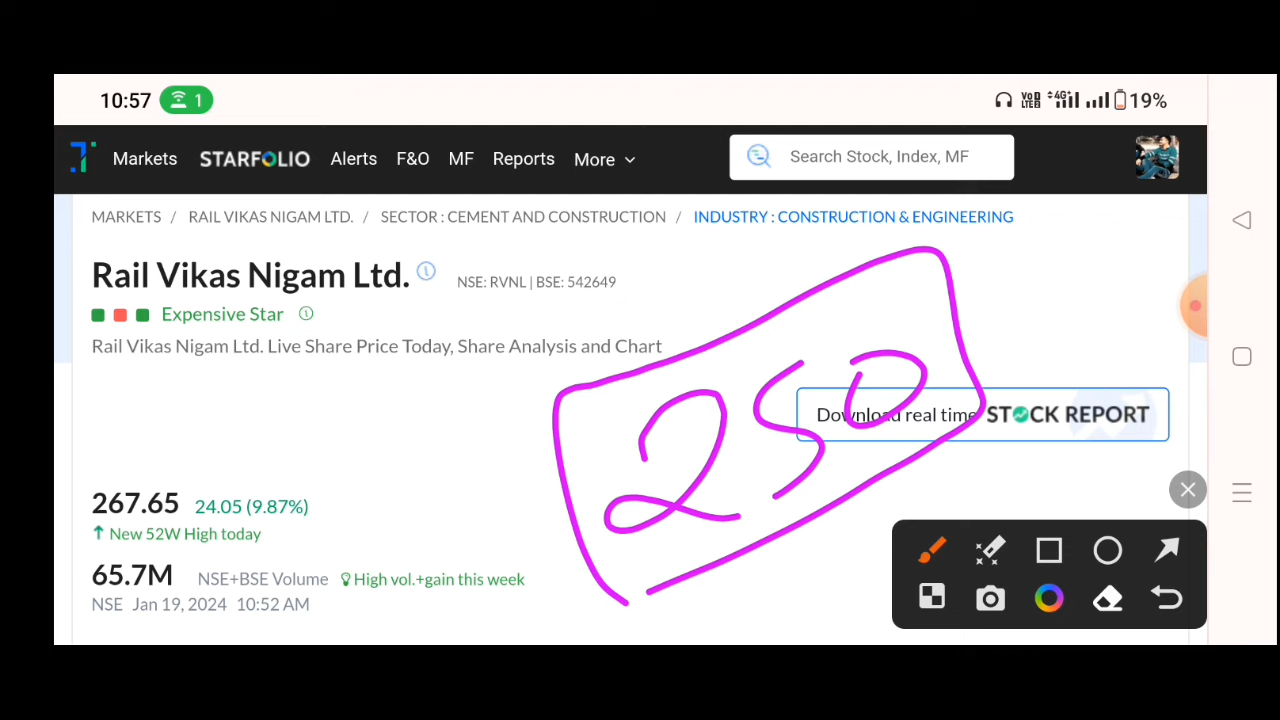 10:57 1 Vo LTE 2 4G+ 19%
Markets STARFOLIO Alerts F&O MF Reports More Search Stock, Index, MF
MARKETS / RAIL VIKAS NIGAM LTD. / SECTOR : CEMENT AND CONSTRUCTION / INDUSTRY : CONSTRUCTION & ENGINEERING
Rail Vikas Nigam Ltd. NSE: RVNL | BSE: 542649
Expensive Star
Rail Vikas Nigam Ltd. Live Share Price Today, Share Analysis and Chart
250
Download real time STOCK REPORT
267.65 24.05 (9.87%)
New 52W High today
65.7M NSE+BSE Volume High vol.+gain this week
NSE Jan 19, 2024 10:52 AM